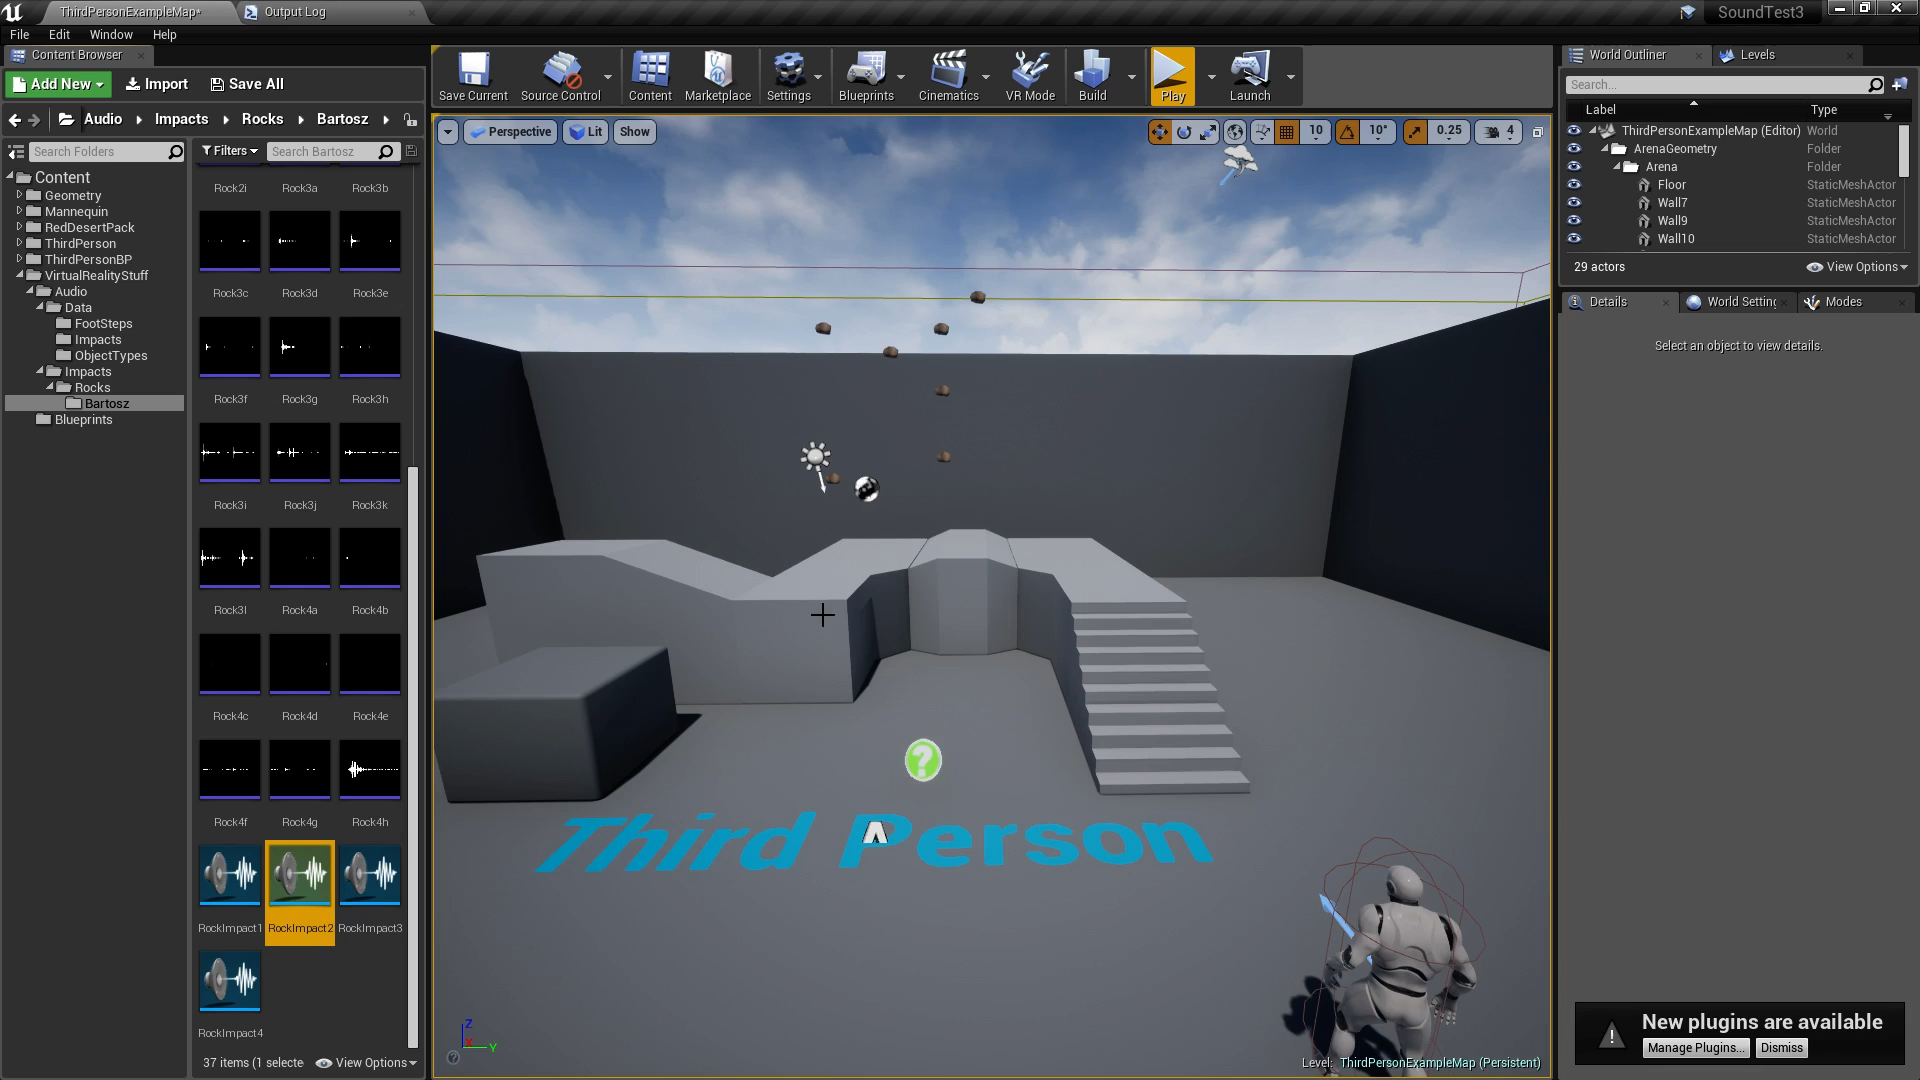 ThirdPersonExampleMap*
Output Log
SoundTest3
File Edit Window Help
Content Browser
Add New Import Save All
Audio Impacts Rocks Bartosz
Search Folders
Filters Search Bartosz
Content
Geometry
Mannequin
RedDesertPack
ThirdPerson
ThirdPersonBP
VirtualRealityStuff
Audio
Data
FootSteps
Impacts
ObjectTypes
Impacts
Rocks
Bartosz
Blueprints
Rock2i Rock3a Rock3b
Rock3c Rock3d Rock3e
Rock3f Rock3g Rock3h
Rock3i Rock3j Rock3k
Rock3l Rock4a Rock4b
Rock4c Rock4d Rock4e
Rock4f Rock4g Rock4h
RockImpact1 RockImpact2 RockImpact3
RockImpact4
37 items (1 selecte View Options
Save Current Source Control Content Marketplace Settings Blueprints Cinematics VR Mode Build Play Launch
Perspective Lit Show
10 10° 0.25 4
Third Person
Z
X
Y
Level: ThirdPersonExampleMap (Persistent)
World Outliner Levels
Search...
Label Type
ThirdPersonExampleMap (Editor) World
ArenaGeometry Folder
Arena Folder
Floor StaticMeshActor
Wall7 StaticMeshActor
Wall9 StaticMeshActor
Wall10 StaticMeshActor
29 actors View Options
Details World Setting Modes
Select an object to view details.
New plugins are available
Manage Plugins... Dismiss